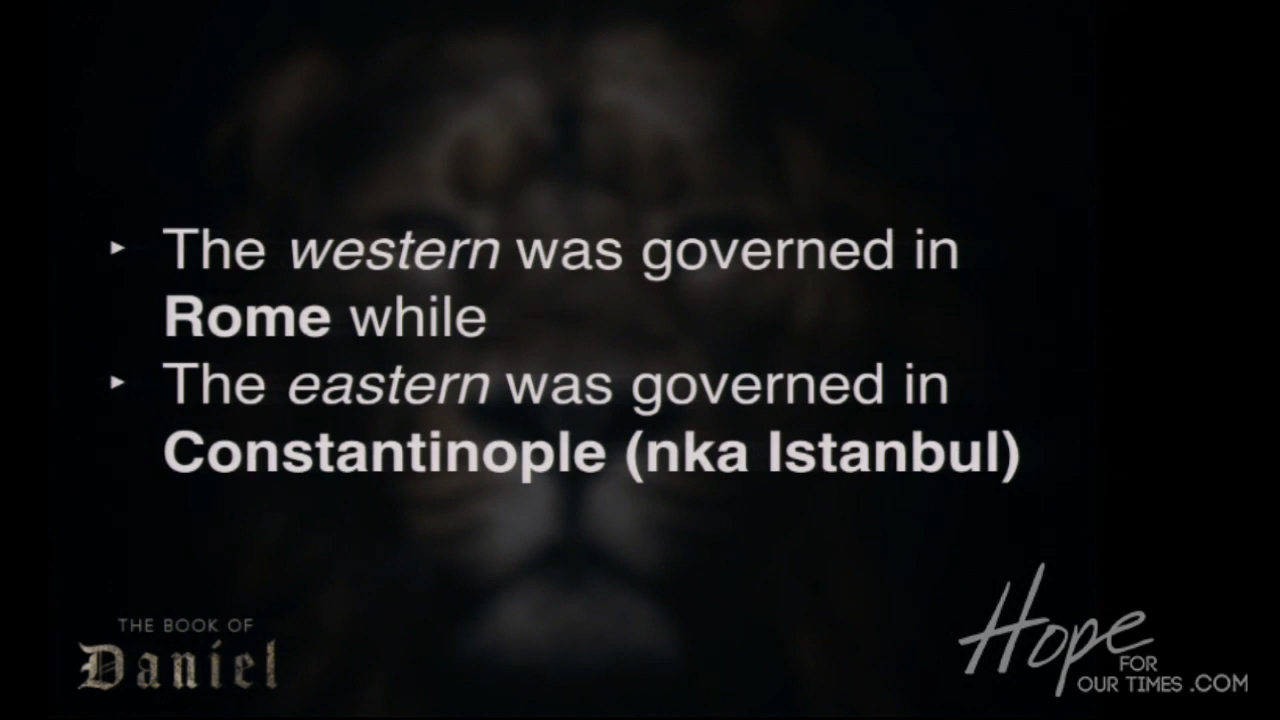 ‣ The western was governed in
Rome while
‣ The eastern was governed in
Constantinople (nka Istanbul)
THE BOOK OF
Daniel
Hope
FOR
OUR TIMES .COM